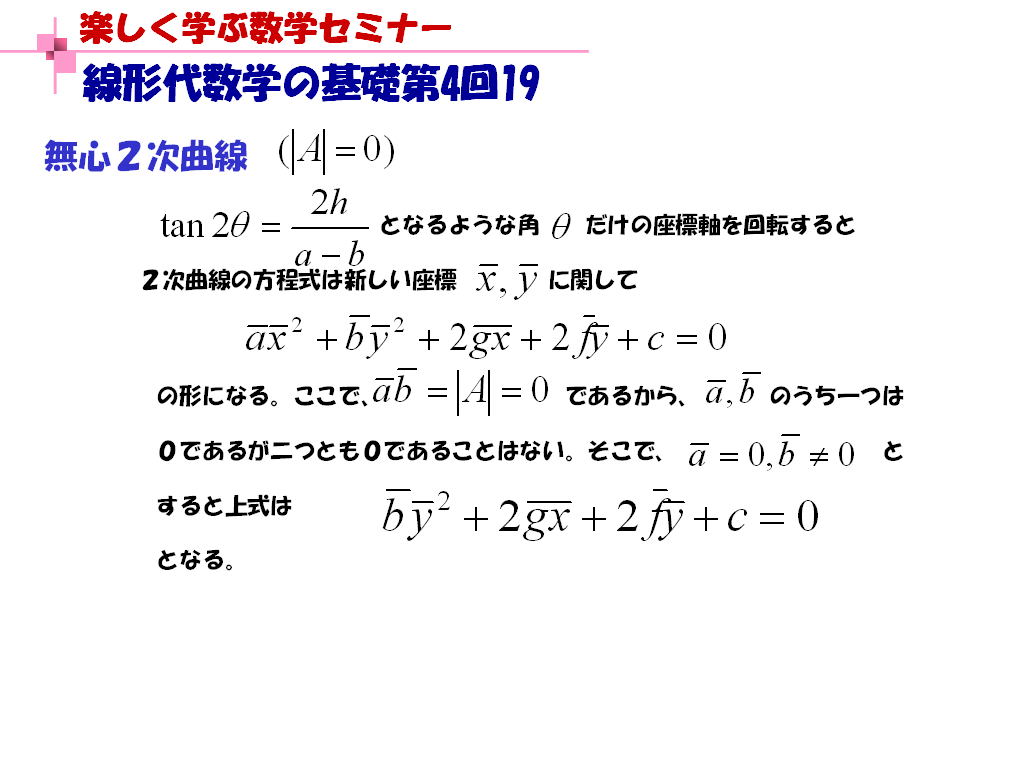 楽しく学ぶ数学セミナー
線形代数学の基礎第4回19
無心２次曲線 (|A| = 0)
tan 2θ = 2h/(a − b) となるような角 θ だけの座標軸を回転すると
２次曲線の方程式は新しい座標 x̄, ȳ に関して
āx̄² + b̄ȳ² + 2ḡx̄ + 2f̄ȳ + c = 0
の形になる。ここで、āb̄ = |A| = 0 であるから、 ā, b̄ のうち一つは
０であるが二つとも０であることはない。そこで、 ā = 0, b̄ ≠ 0 と
すると上式は b̄ȳ² + 2ḡx̄ + 2f̄ȳ + c = 0
となる。